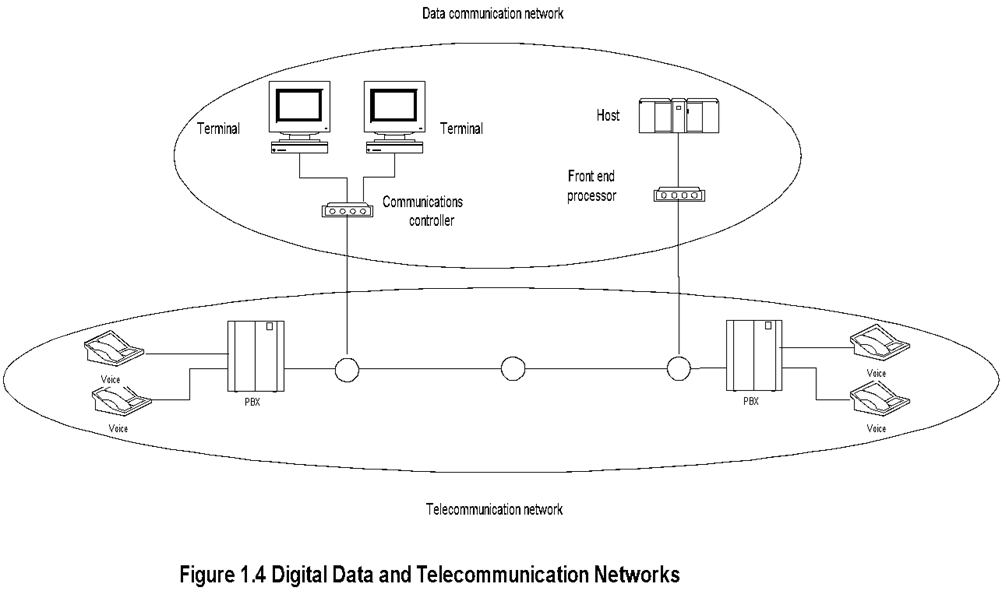 Data communication network
Terminal
Terminal
Host
Communications
controller
Front end
processor
Voice
Voice
PBX
PBX
Voice
Voice
Telecommunication network
Figure 1.4 Digital Data and Telecommunication Networks